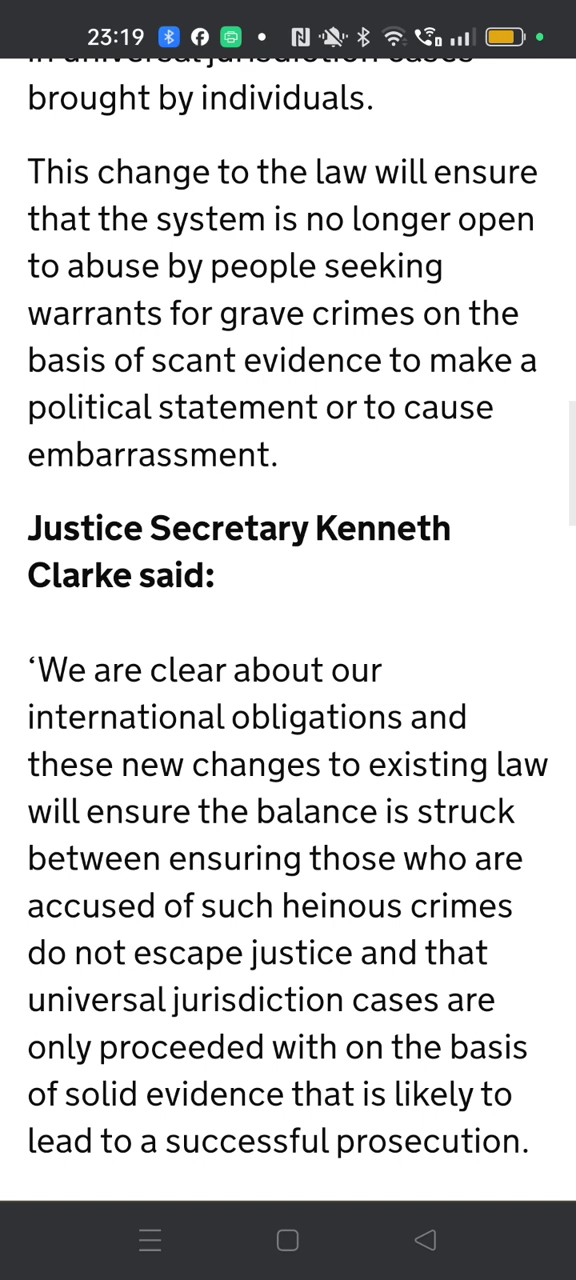 23:19
brought by individuals.
This change to the law will ensure
that the system is no longer open
to abuse by people seeking
warrants for grave crimes on the
basis of scant evidence to make a
political statement or to cause
embarrassment.
Justice Secretary Kenneth
Clarke said:
‘We are clear about our
international obligations and
these new changes to existing law
will ensure the balance is struck
between ensuring those who are
accused of such heinous crimes
do not escape justice and that
universal jurisdiction cases are
only proceeded with on the basis
of solid evidence that is likely to
lead to a successful prosecution.